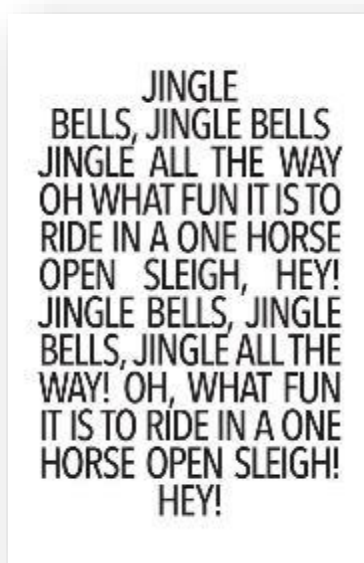 JINGLE
BELLS, JINGLE BELLS
JINGLE ALL THE WAY
OH WHAT FUN IT IS TO
RIDE IN A ONE HORSE
OPEN SLEIGH, HEY!
JINGLE BELLS, JINGLE
BELLS, JINGLE ALL THE
WAY! OH, WHAT FUN
IT IS TO RIDE IN A ONE
HORSE OPEN SLEIGH!
HEY!